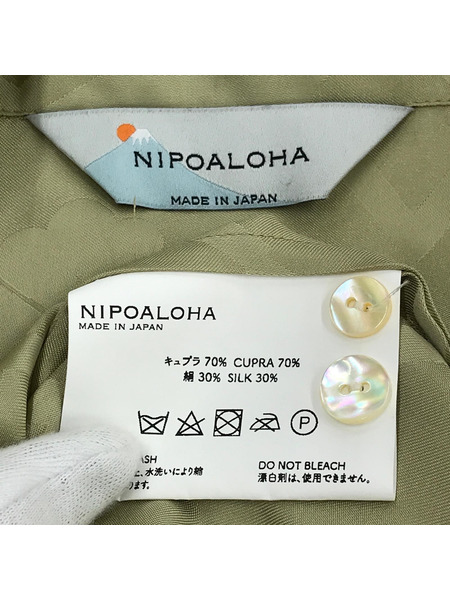 NIPOALOHA
MADE IN JAPAN
NIPOALOHA
MADE IN JAPAN
キュプラ 70% CUPRA 70%
絹 30% SILK 30%
P
ASH
水洗いにより縮
ります。
DO NOT BLEACH
漂白剤は、使用できません。